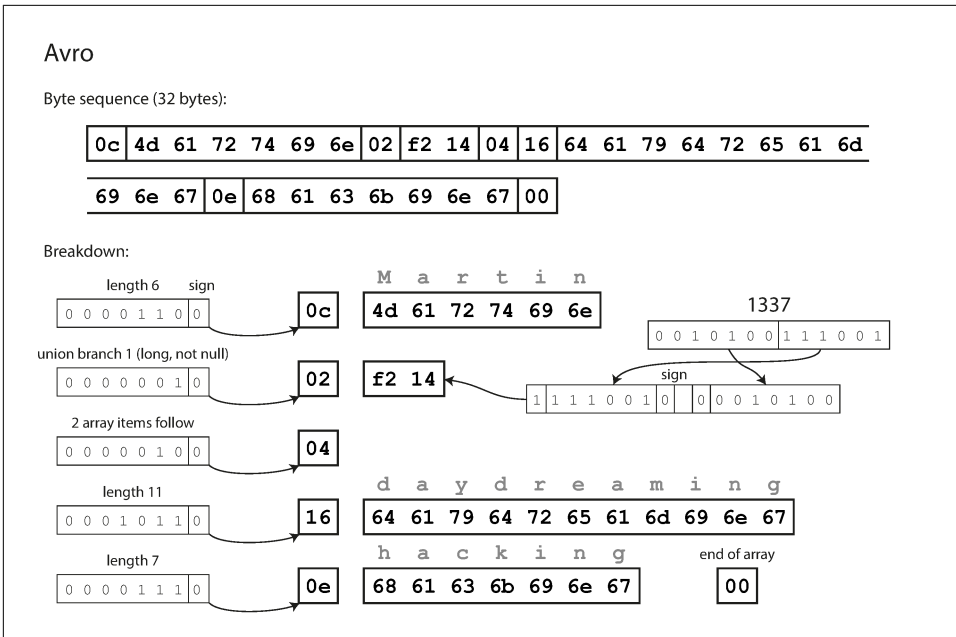 Avro
Byte sequence (32 bytes):
0c 4d 61 72 74 69 6e 02 f2 14 04 16 64 61 79 64 72 65 61 6d
69 6e 67 0e 68 61 63 6b 69 6e 67 00
Breakdown:
length 6 sign
M a r t i n
0 0 0 0 1 1 0 0
0c
4d 61 72 74 69 6e
1337
0 0 1 0 1 0 0 1 1 1 0 0 1
union branch 1 (long, not null)
0 0 0 0 0 0 1 0
02
f2 14
sign
1 1 1 1 0 0 1 0 0 0 0 1 0 1 0 0
2 array items follow
0 0 0 0 0 1 0 0
04
length 11
d a y d r e a m i n g
0 0 0 1 0 1 1 0
16
64 61 79 64 72 65 61 6d 69 6e 67
length 7
h a c k i n g
end of array
0 0 0 0 1 1 1 0
0e
68 61 63 6b 69 6e 67
00